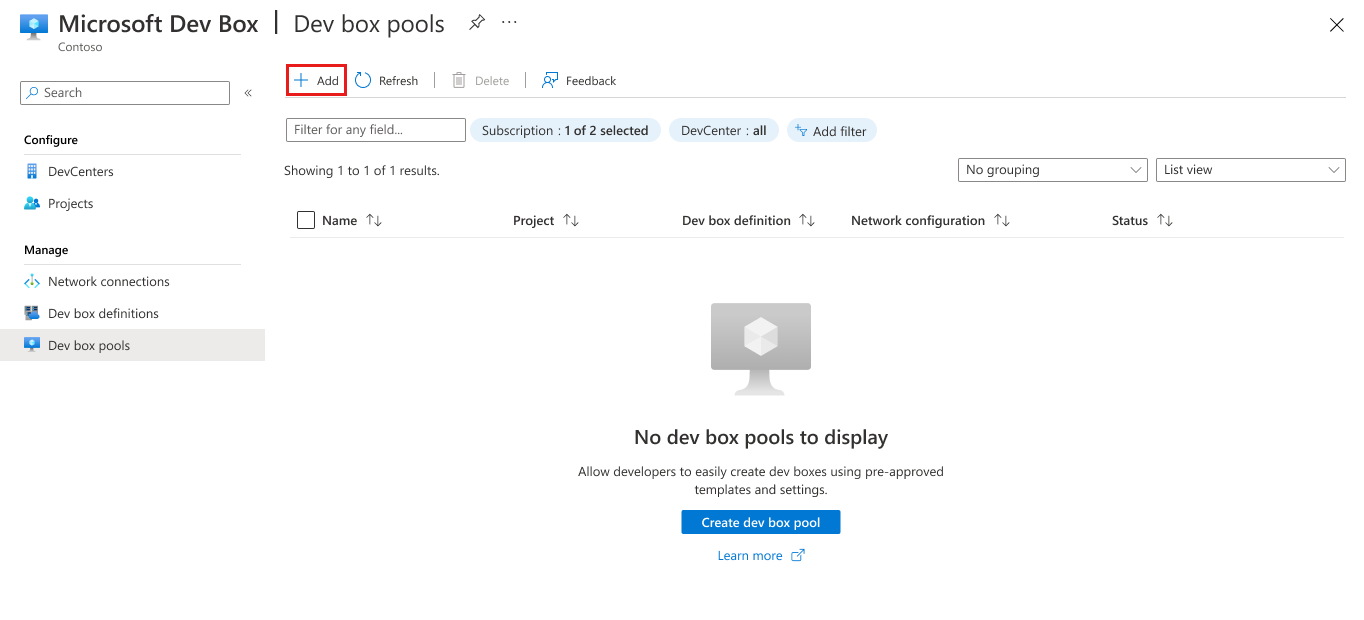 Microsoft Dev Box | Dev box pools ...
Contoso
Add Refresh Delete Feedback
Search «
Configure
DevCenters
Projects
Manage
Network connections
Dev box definitions
Dev box pools
Filter for any field... Subscription : 1 of 2 selected DevCenter : all Add filter
Showing 1 to 1 of 1 results. No grouping List view
Name Project Dev box definition Network configuration Status
No dev box pools to display
Allow developers to easily create dev boxes using pre-approved
templates and settings.
Create dev box pool
Learn more